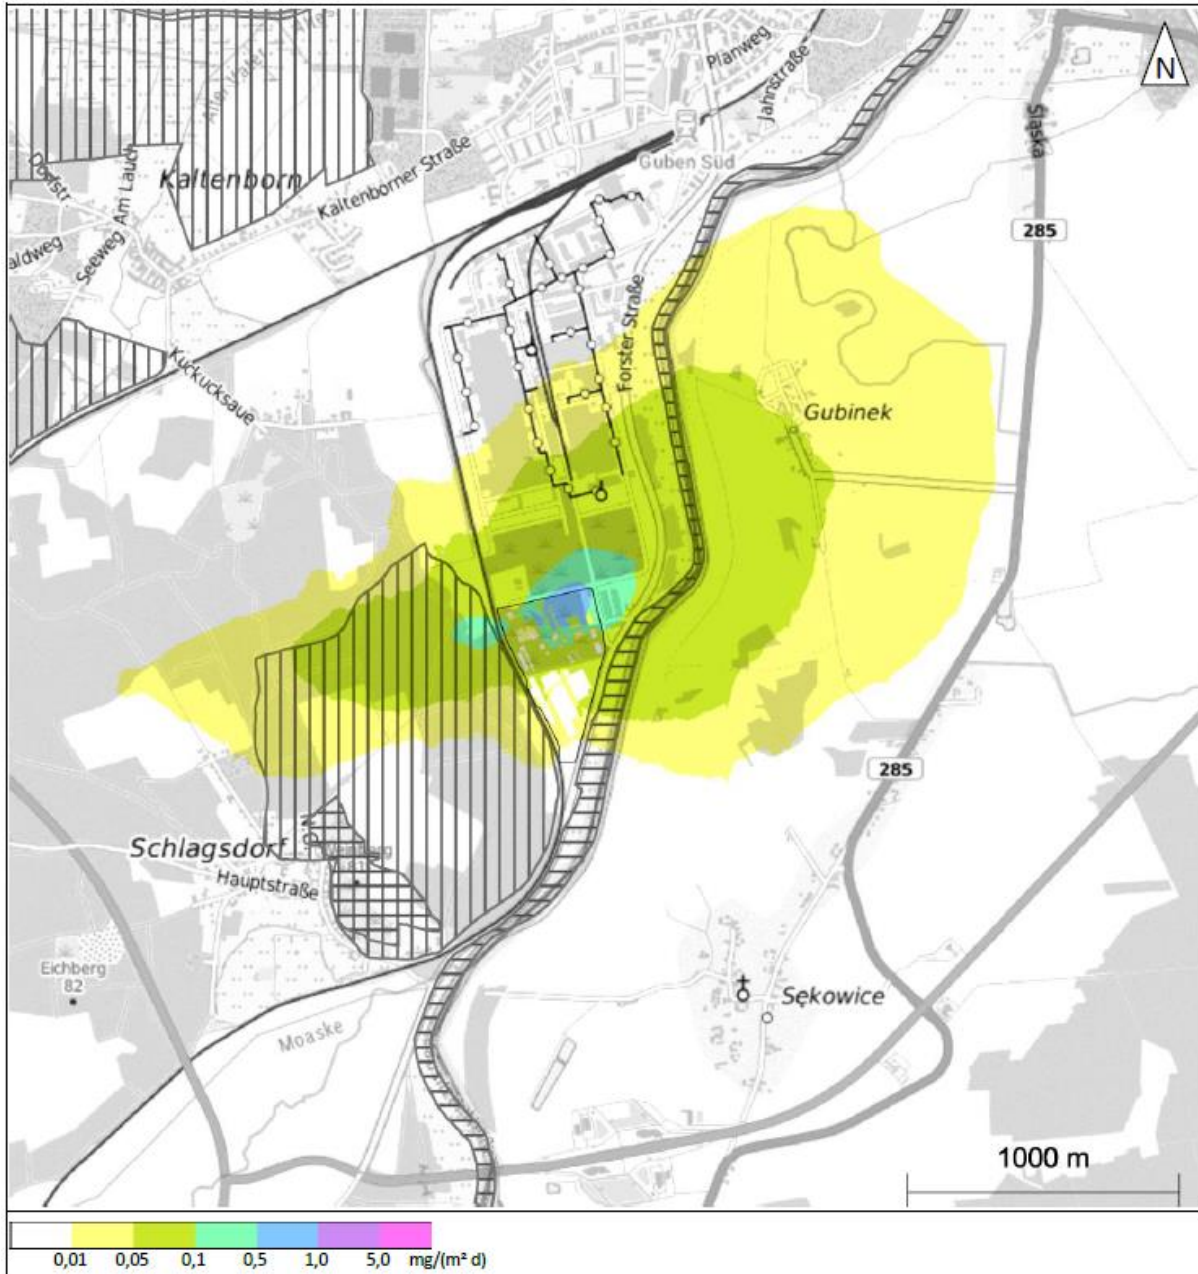 Planweg
Jahnstraße
N
Śląska
Guben Süd
Dorfstr
Am Lauch
Kaltenborn
Kaltenborner Straße
aldweg
Seeweg
285
Kuckucksaue
Forster Straße
Gubinek
285
Schlagsdorf
Hauptstraße
Eichberg
82
Sękowice
Moaske
1000 m
0,01 0,05 0,1 0,5 1,0 5,0 mg/(m² d)